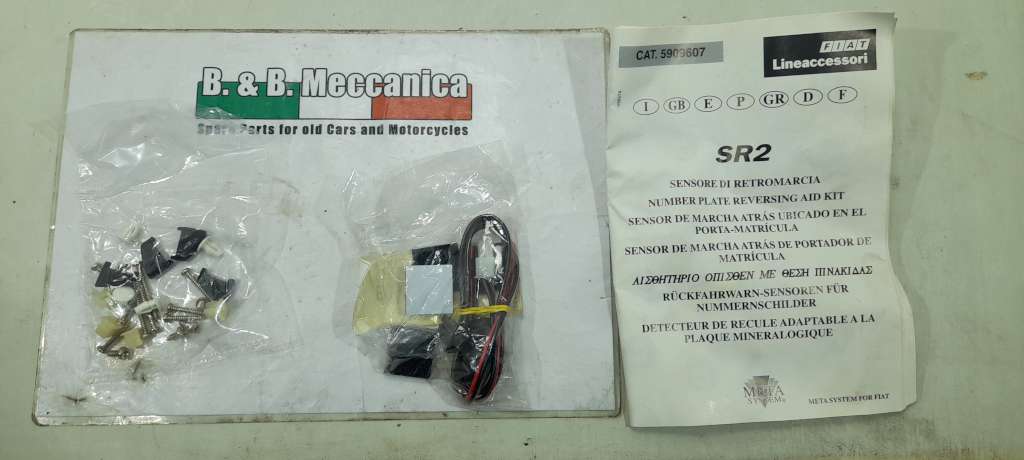 B. & B. Meccanica
Spare Parts for old Cars and Motorcycles
CAT. 5909607
FIAT
Lineaccessori
I GB E P GR D F
SR2
SENSORE DI RETROMARCIA
NUMBER PLATE REVERSING AID KIT
SENSOR DE MARCHA ATRÁS UBICADO EN EL
PORTA-MATRÍCULA
SENSOR DE MARCHA ATRÁS DE PORTADOR DE
MATRÍCULA
ΑΙΣΘΗΤΗΡΙΟ ΟΠΙΣΘΕΝ ΜΕ ΘΕΣΗ ΠΙΝΑΚΙΔΑΣ
RÜCKFAHRWARN-SENSOREN FÜR
NUMMERNSCHILDER
DETECTEUR DE RECULE ADAPTABLE A LA
PLAQUE MINERALOGIQUE
META
SYSTEM
META SYSTEM FOR FIAT